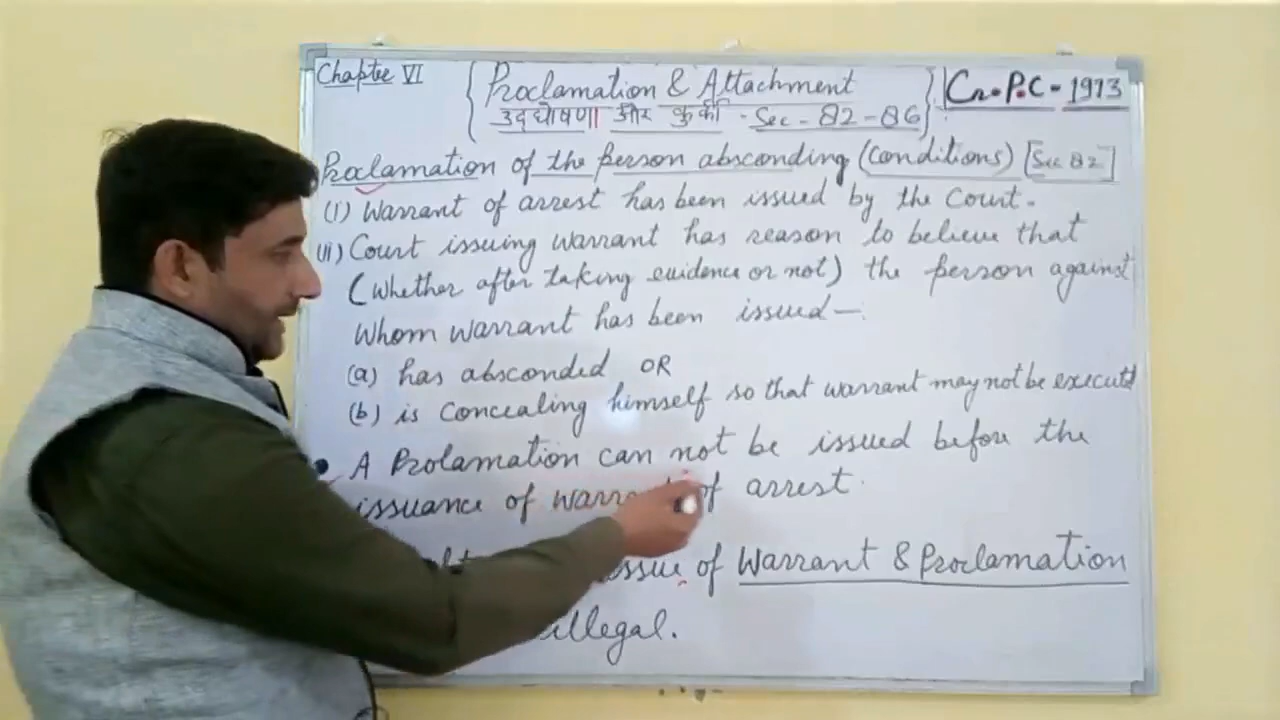 Chapter VI
Proclamation & Attachment
Cr.P.C - 1973
उद्घोषणा और कुर्की - Sec - 82 - 86
Proclamation of the person absconding (Conditions) [Sec 82]
(i) Warrant of arrest has been issued by the Court.
(ii) Court issuing warrant has reason to believe that
(Whether after taking evidence or not) the person against
whom warrant has been issued —
(a) has absconded OR
(b) is Concealing himself so that warrant may not be executed
• A Prolamation can not be issued before the
issuance of of arrest.
issue of Warrant & Proclamation
illegal.